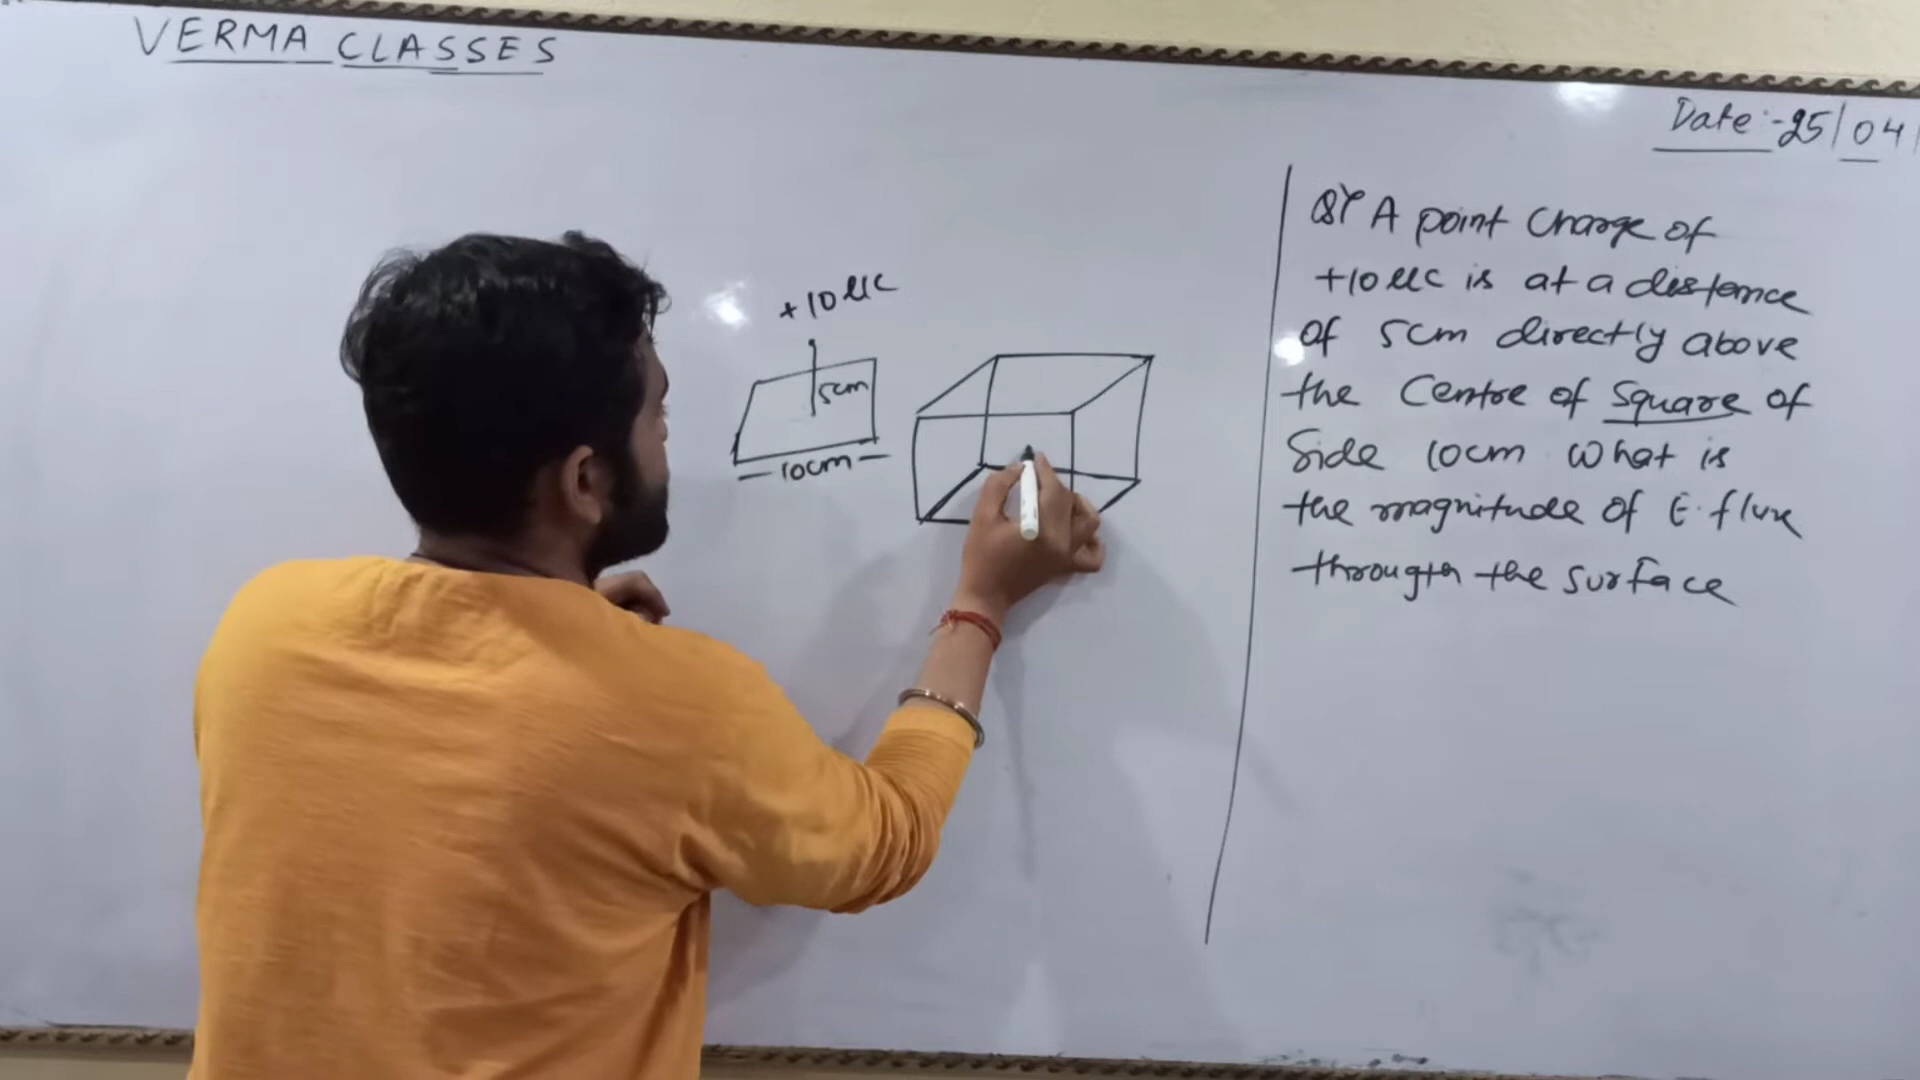 VERMA CLASSES
Date:-25/04/
+10μC
5cm
10cm
Q? A point Charge of
+10μC is at a distance
of 5cm directly above
the Centre of Square of
Side 10cm What is
the magnitude of E.flux
through the surface